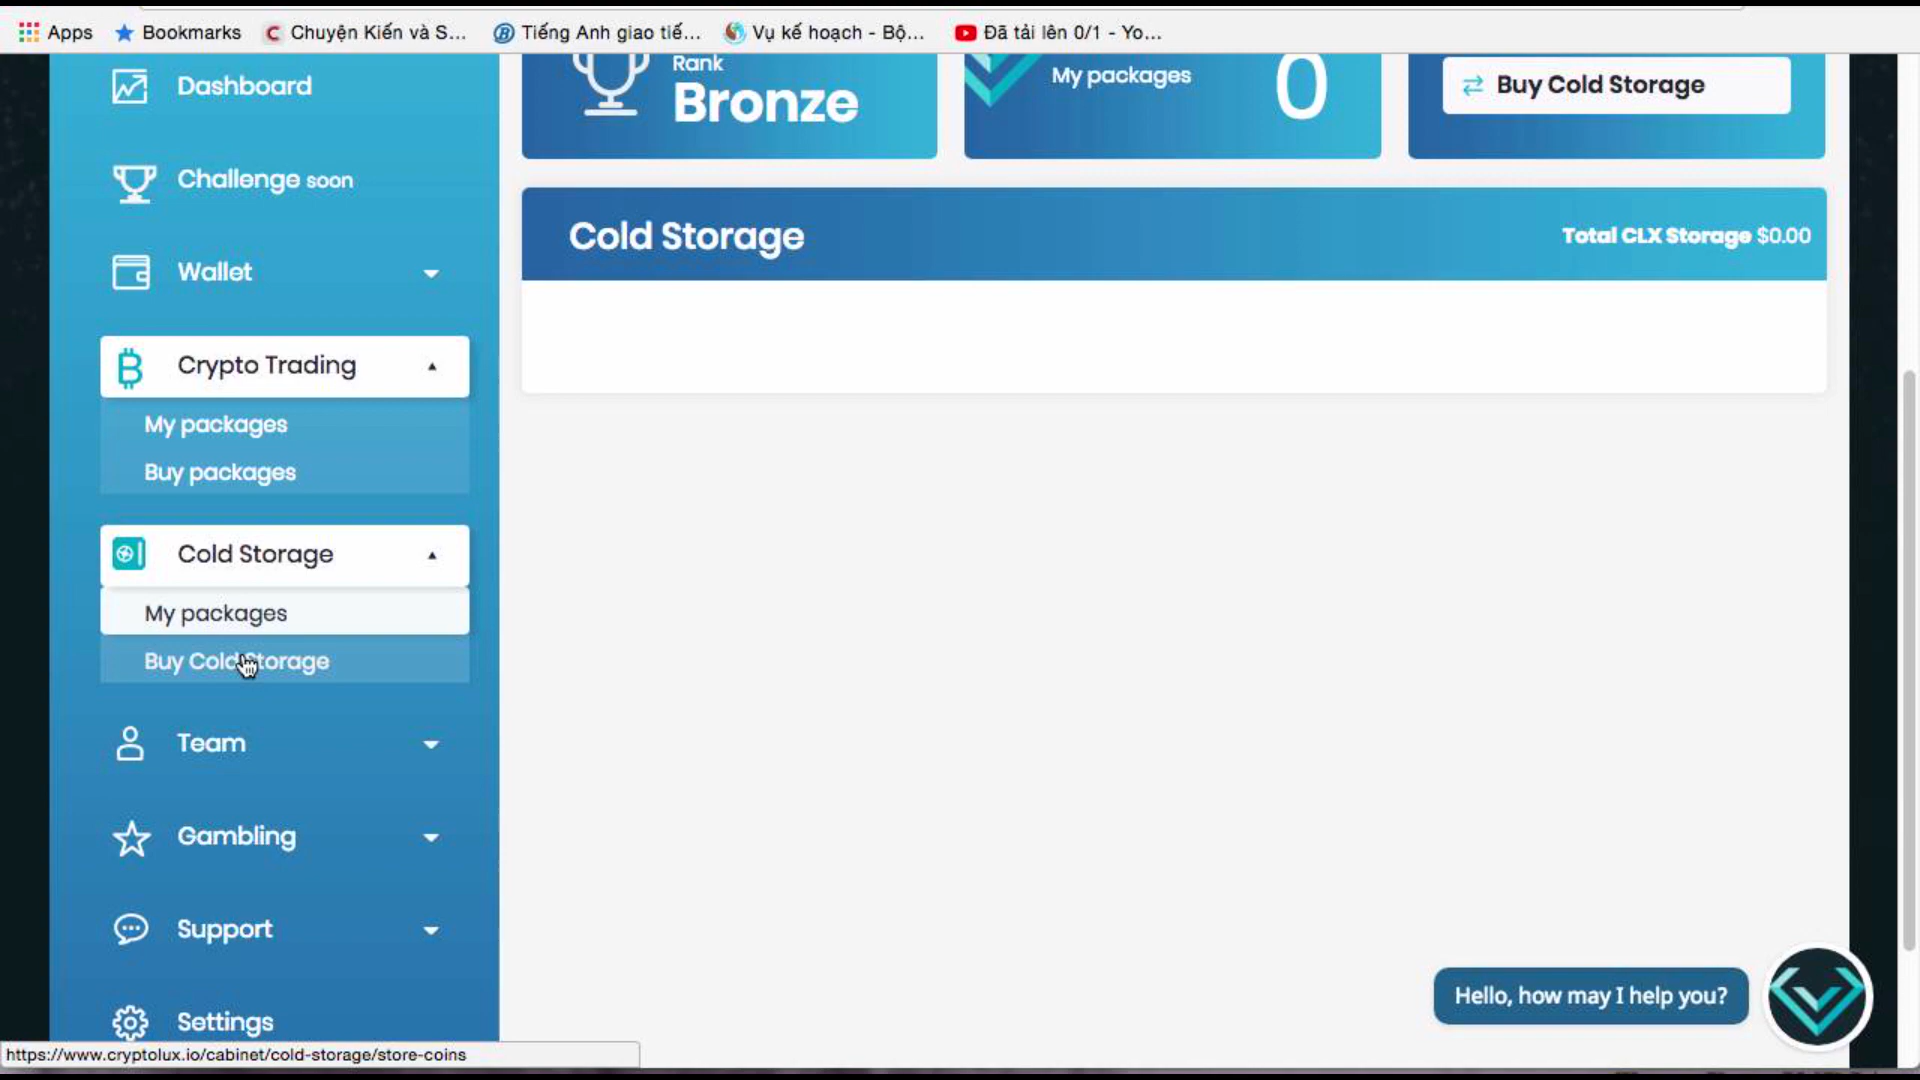 Apps
Bookmarks
Chuyện Kiến và S...
Tiếng Anh giao tiế...
Vụ kế hoạch - Bộ...
Đã tải lên 0/1 - Yo...
Dashboard
Challenge soon
Wallet
Crypto Trading
My packages
Buy packages
Cold Storage
My packages
Buy Cold Storage
Team
Gambling
Support
Settings
Rank
Bronze
My packages
0
Buy Cold Storage
Cold Storage
Total CLX Storage $0.00
Hello, how may I help you?
https://www.cryptolux.io/cabinet/cold-storage/store-coins